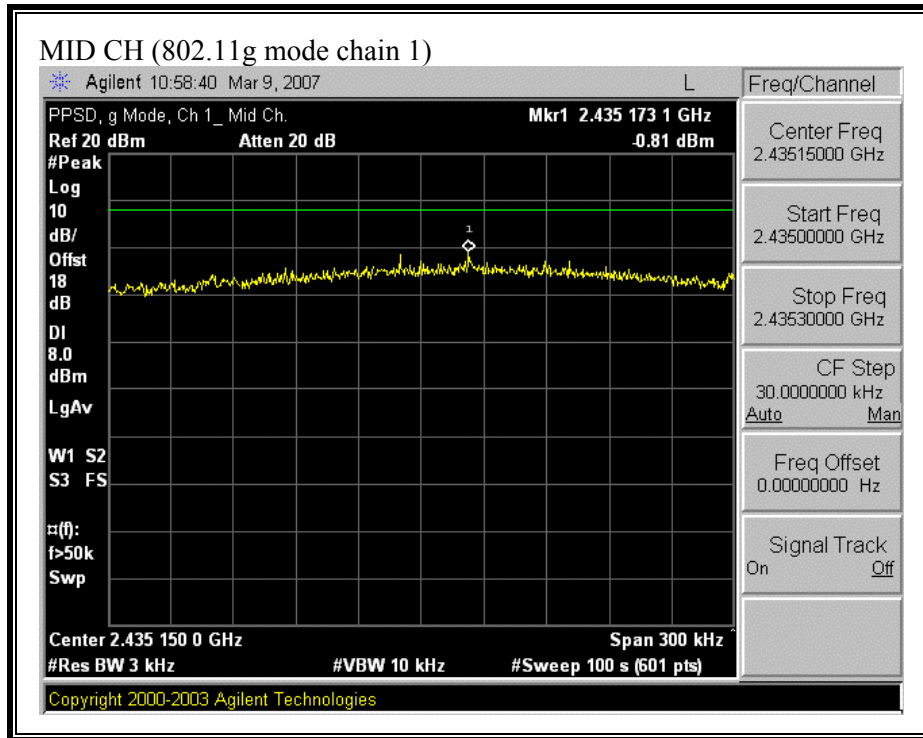 MID CH (802.11g mode chain 1)
Agilent 10:58:40 Mar 9, 2007 L
Freq/Channel
PPSD, g Mode, Ch 1_ Mid Ch. Mkr1 2.435 173 1 GHz
Ref 20 dBm Atten 20 dB -0.81 dBm
#Peak
Log
10
dB/
Offst
18
dB
DI
8.0
dBm
LgAv
W1 S2
S3 FS
¤(f):
f>50k
Swp
1
Center 2.435 150 0 GHz Span 300 kHz
#Res BW 3 kHz #VBW 10 kHz #Sweep 100 s (601 pts)
Center Freq
2.43515000 GHz
Start Freq
2.43500000 GHz
Stop Freq
2.43530000 GHz
CF Step
30.0000000 kHz
Auto Man
Freq Offset
0.00000000 Hz
Signal Track
On Off
Copyright 2000-2003 Agilent Technologies